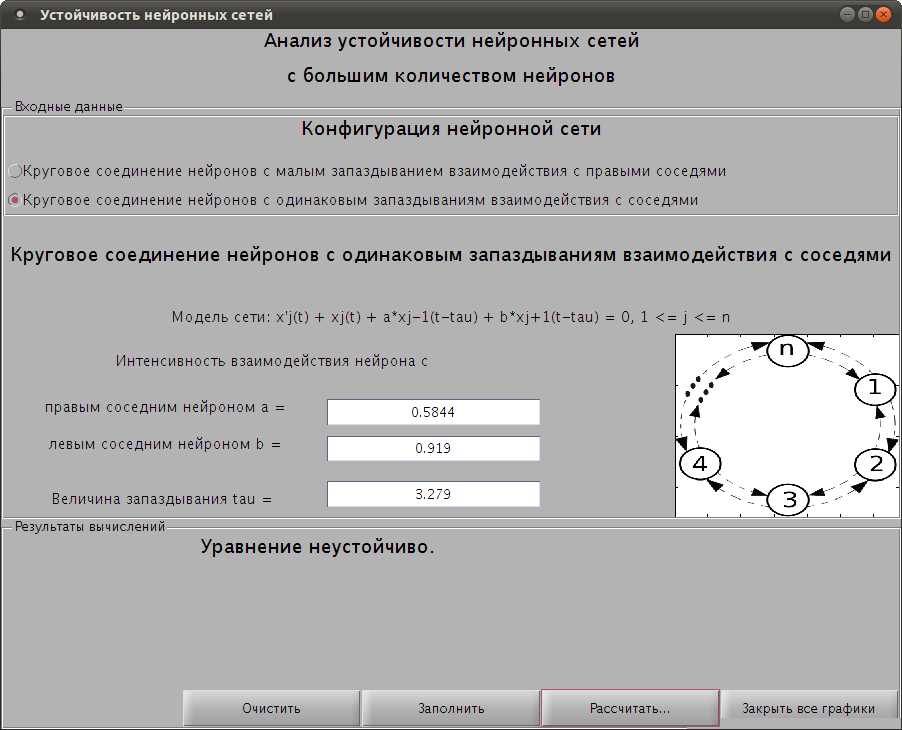 Устойчивость нейронных сетей
Анализ устойчивости нейронных сетей
с большим количеством нейронов
Входные данные
Конфигурация нейронной сети
Круговое соединение нейронов с малым запаздыванием взаимодействия с правыми соседями
Круговое соединение нейронов с одинаковым запаздываниям взаимодействия с соседями
Круговое соединение нейронов с одинаковым запаздываниям взаимодействия с соседями
Модель сети: x'j(t) + xj(t) + a*xj-1(t-tau) + b*xj+1(t-tau) = 0, 1 <= j <= n
Интенсивность взаимодействия нейрона с
правым соседним нейроном a =
0.5844
левым соседним нейроном b =
0.919
Величина запаздывания tau =
3.279
n
1
2
3
4
Результаты вычислений
Уравнение неустойчиво.
Очистить
Заполнить
Рассчитать...
Закрыть все графики